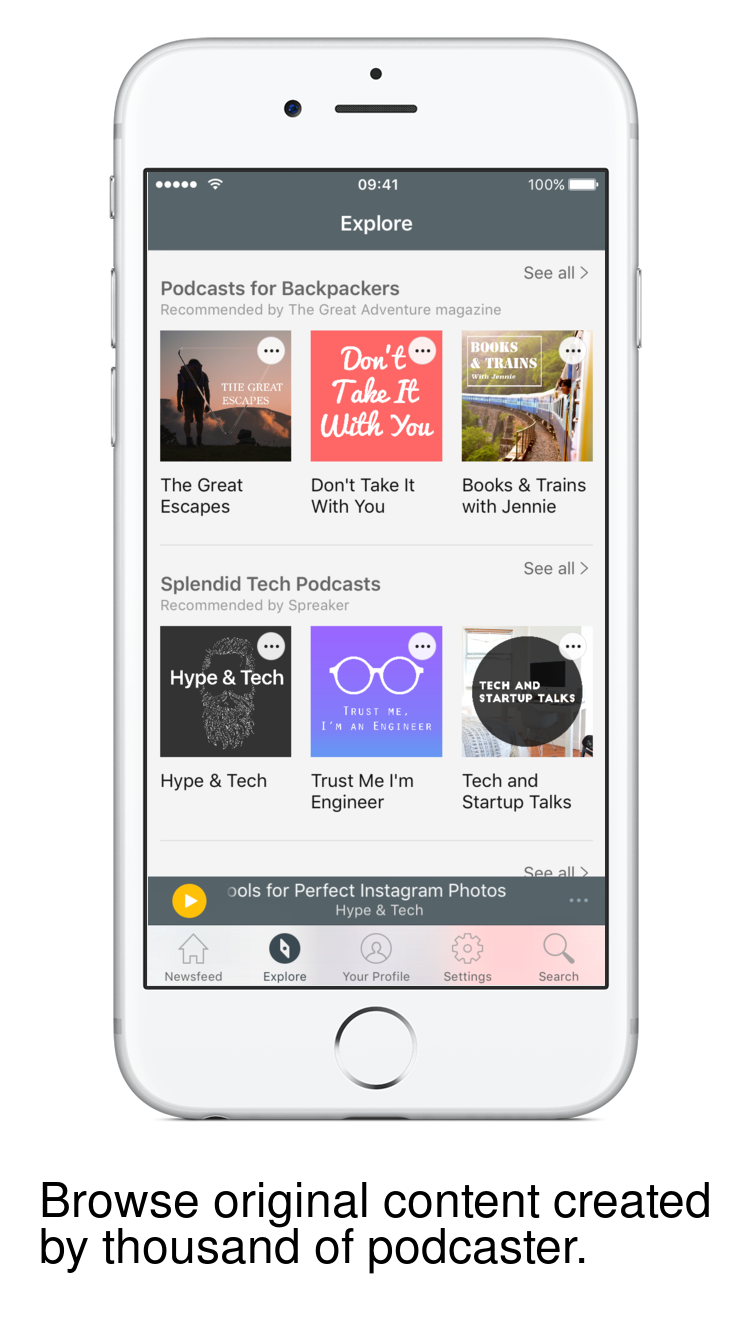 09:41
100%
Explore
See all >
Podcasts for Backpackers
Recommended by The Great Adventure magazine
THE GREAT
ESCAPES
Don't
Take It
With You
BOOKS
& TRAINS
With Jennie
The Great
Escapes
Don't Take It
With You
Books & Trains
with Jennie
See all >
Splendid Tech Podcasts
Recommended by Spreaker
Hype & Tech
TRUST ME,
I'M AN ENGINEER
TECH AND
STARTUP TALKS
Hype & Tech
Trust Me I'm
Engineer
Tech and
Startup Talks
See all >
ools for Perfect Instagram Photos
Hype & Tech
Newsfeed
Explore
Your Profile
Settings
Search
Browse original content created
by thousand of podcaster.